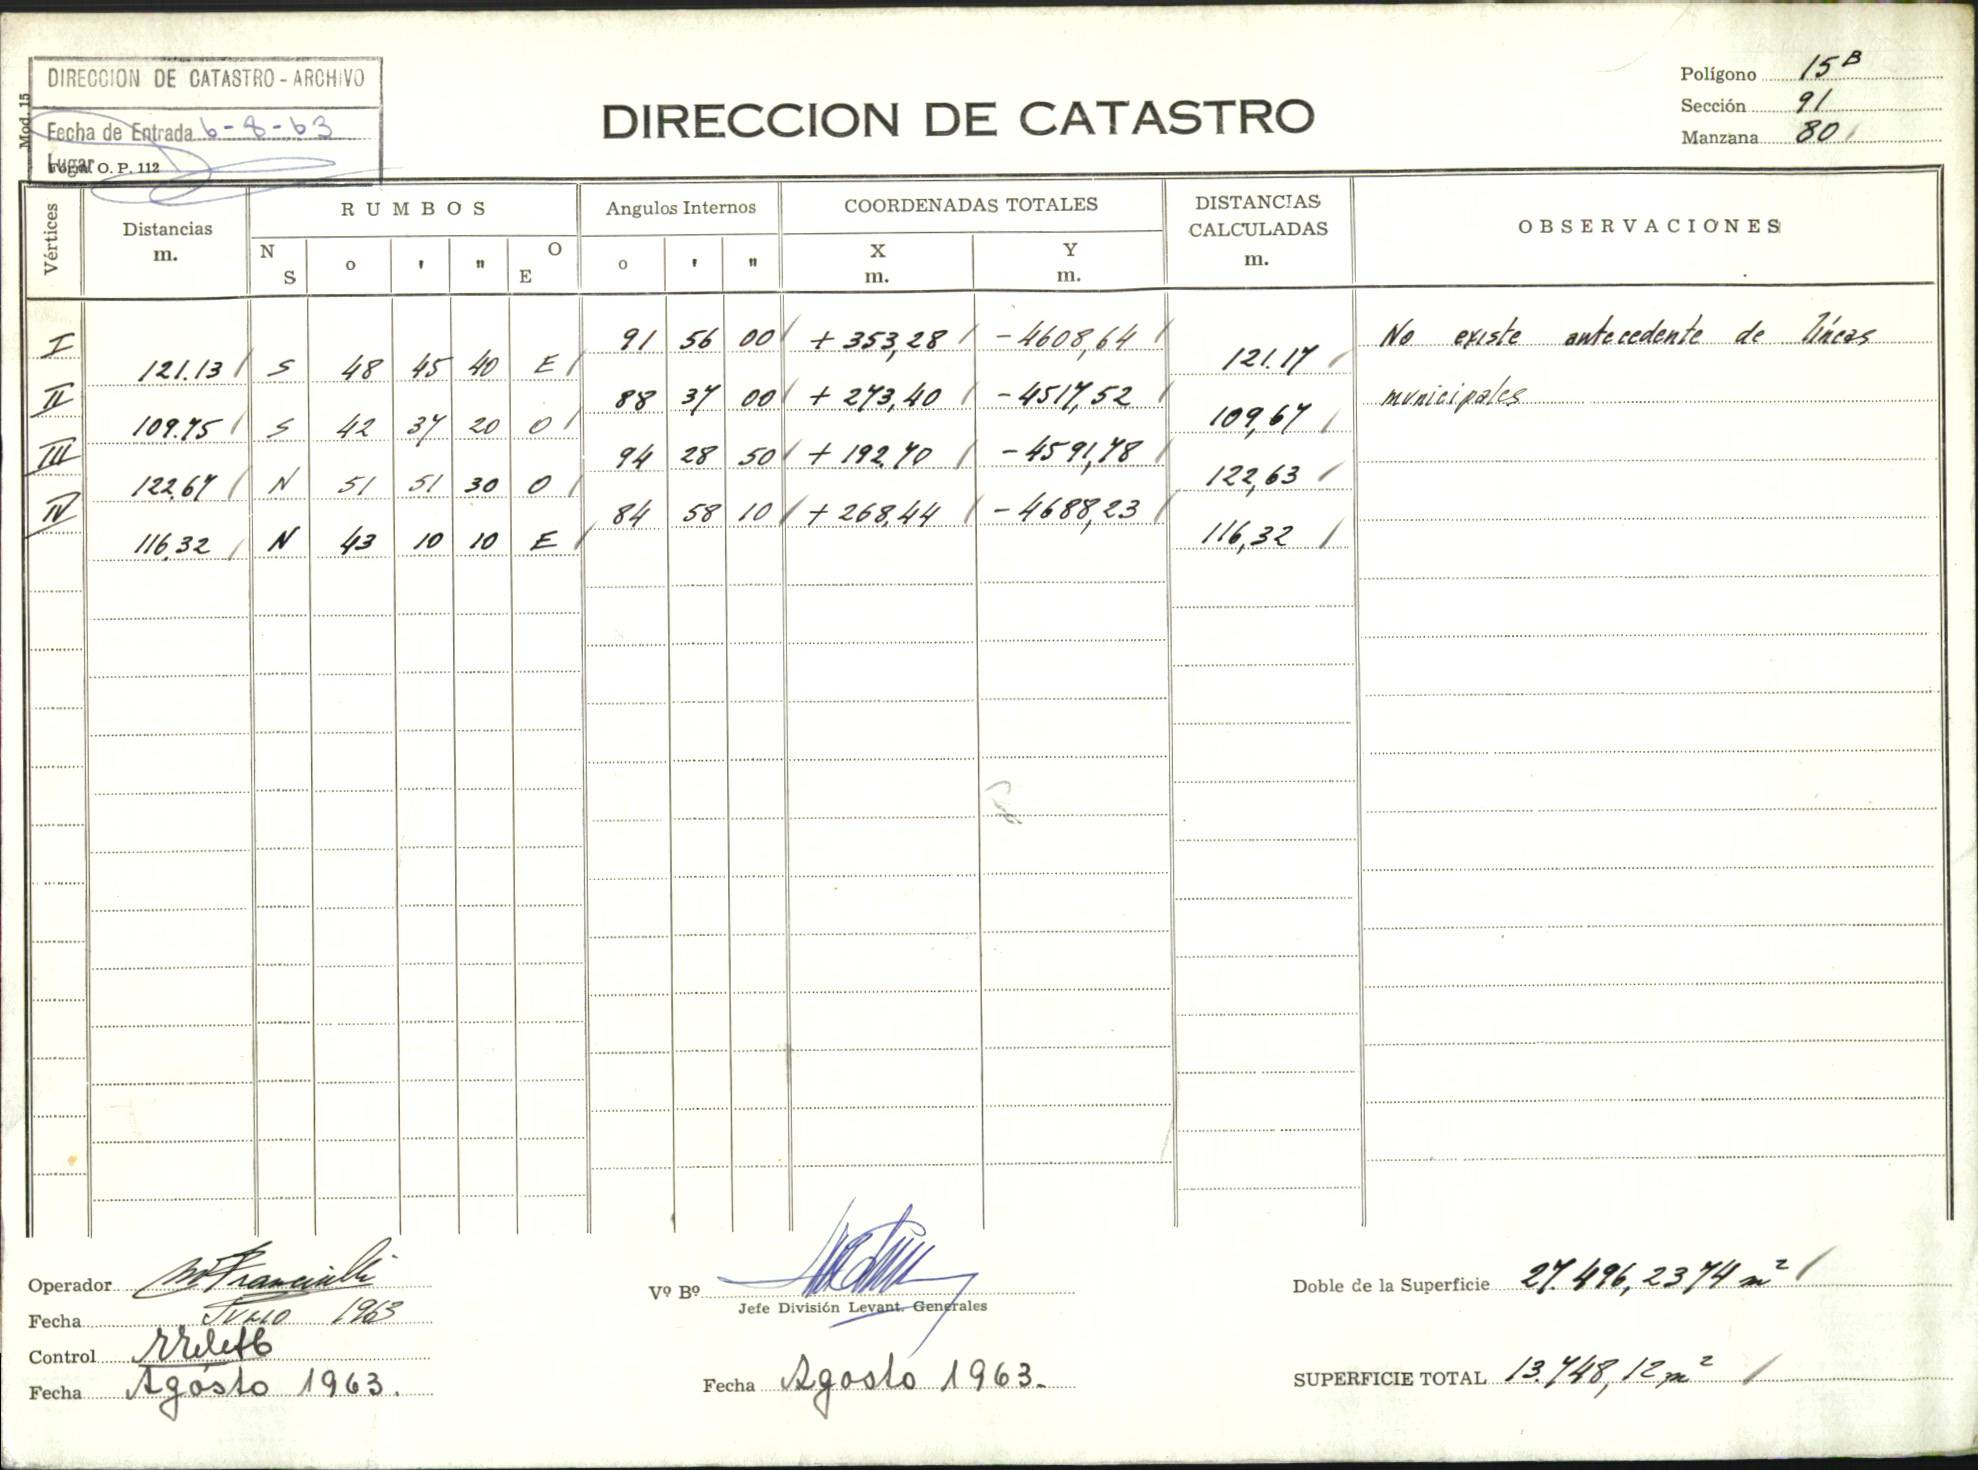 DIRECCION DE CATASTRO - ARCHIVO
Fecha de Entrada 6-8-63
Lugar
Form. O. P. 112
Mod. 15
DIRECCION DE CATASTRO
Polígono 15 B
Sección 91
Manzana 80
Vértices Distancias m. RUMBOS N S o ' " O E Angulos Internos o ' " COORDENADAS TOTALES X m. Y m. DISTANCIAS CALCULADAS m. OBSERVACIONES
I 91 56 00 + 353,28 - 4608,64 No existe antecedente de líneas
121.13 S 48 45 40 E 121.17
II 88 37 00 + 273,40 - 4517,52 municipales
109.75 S 42 37 20 O 109,67
III 94 28 50 + 192,70 - 4591,78
122,67 N 51 51 30 O 122,63
IV 84 58 10 + 268,44 - 4688,23
116,32 N 43 10 10 E 116,32
Operador
Fecha Julio 1963
Control
Fecha Agosto 1963.
Vº Bº
Jefe División Levant. Generales
Fecha Agosto 1963.
Doble de la Superficie 27.496,2374 m²
SUPERFICIE TOTAL 13.748,12 m²